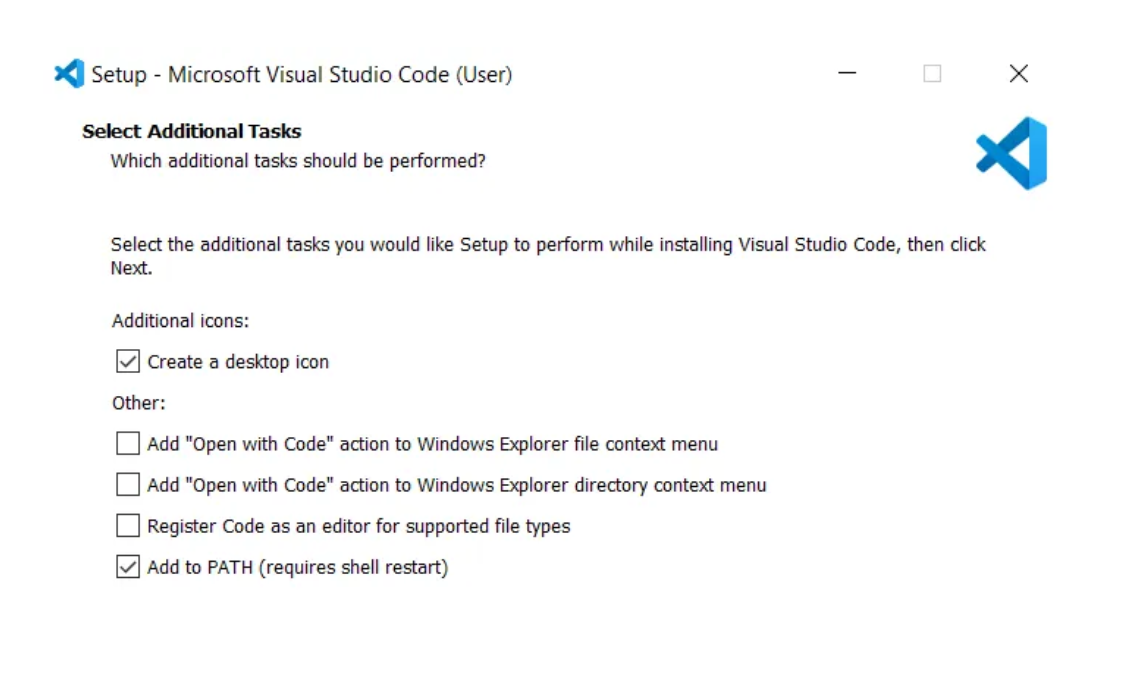 Setup - Microsoft Visual Studio Code (User)
Select Additional Tasks
Which additional tasks should be performed?
Select the additional tasks you would like Setup to perform while installing Visual Studio Code, then click
Next.
Additional icons:
Create a desktop icon
Other:
Add "Open with Code" action to Windows Explorer file context menu
Add "Open with Code" action to Windows Explorer directory context menu
Register Code as an editor for supported file types
Add to PATH (requires shell restart)